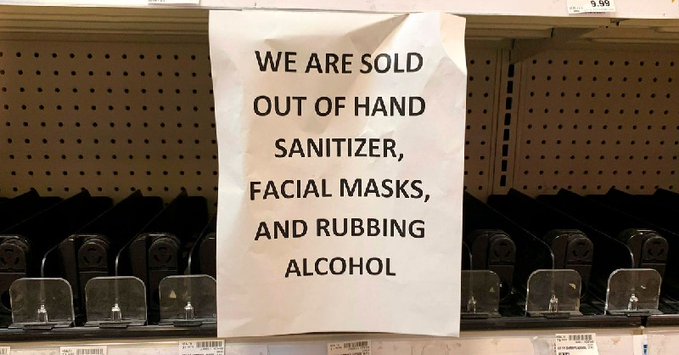 9.99
WE ARE SOLD
OUT OF HAND
SANITIZER,
FACIAL MASKS,
AND RUBBING
ALCOHOL